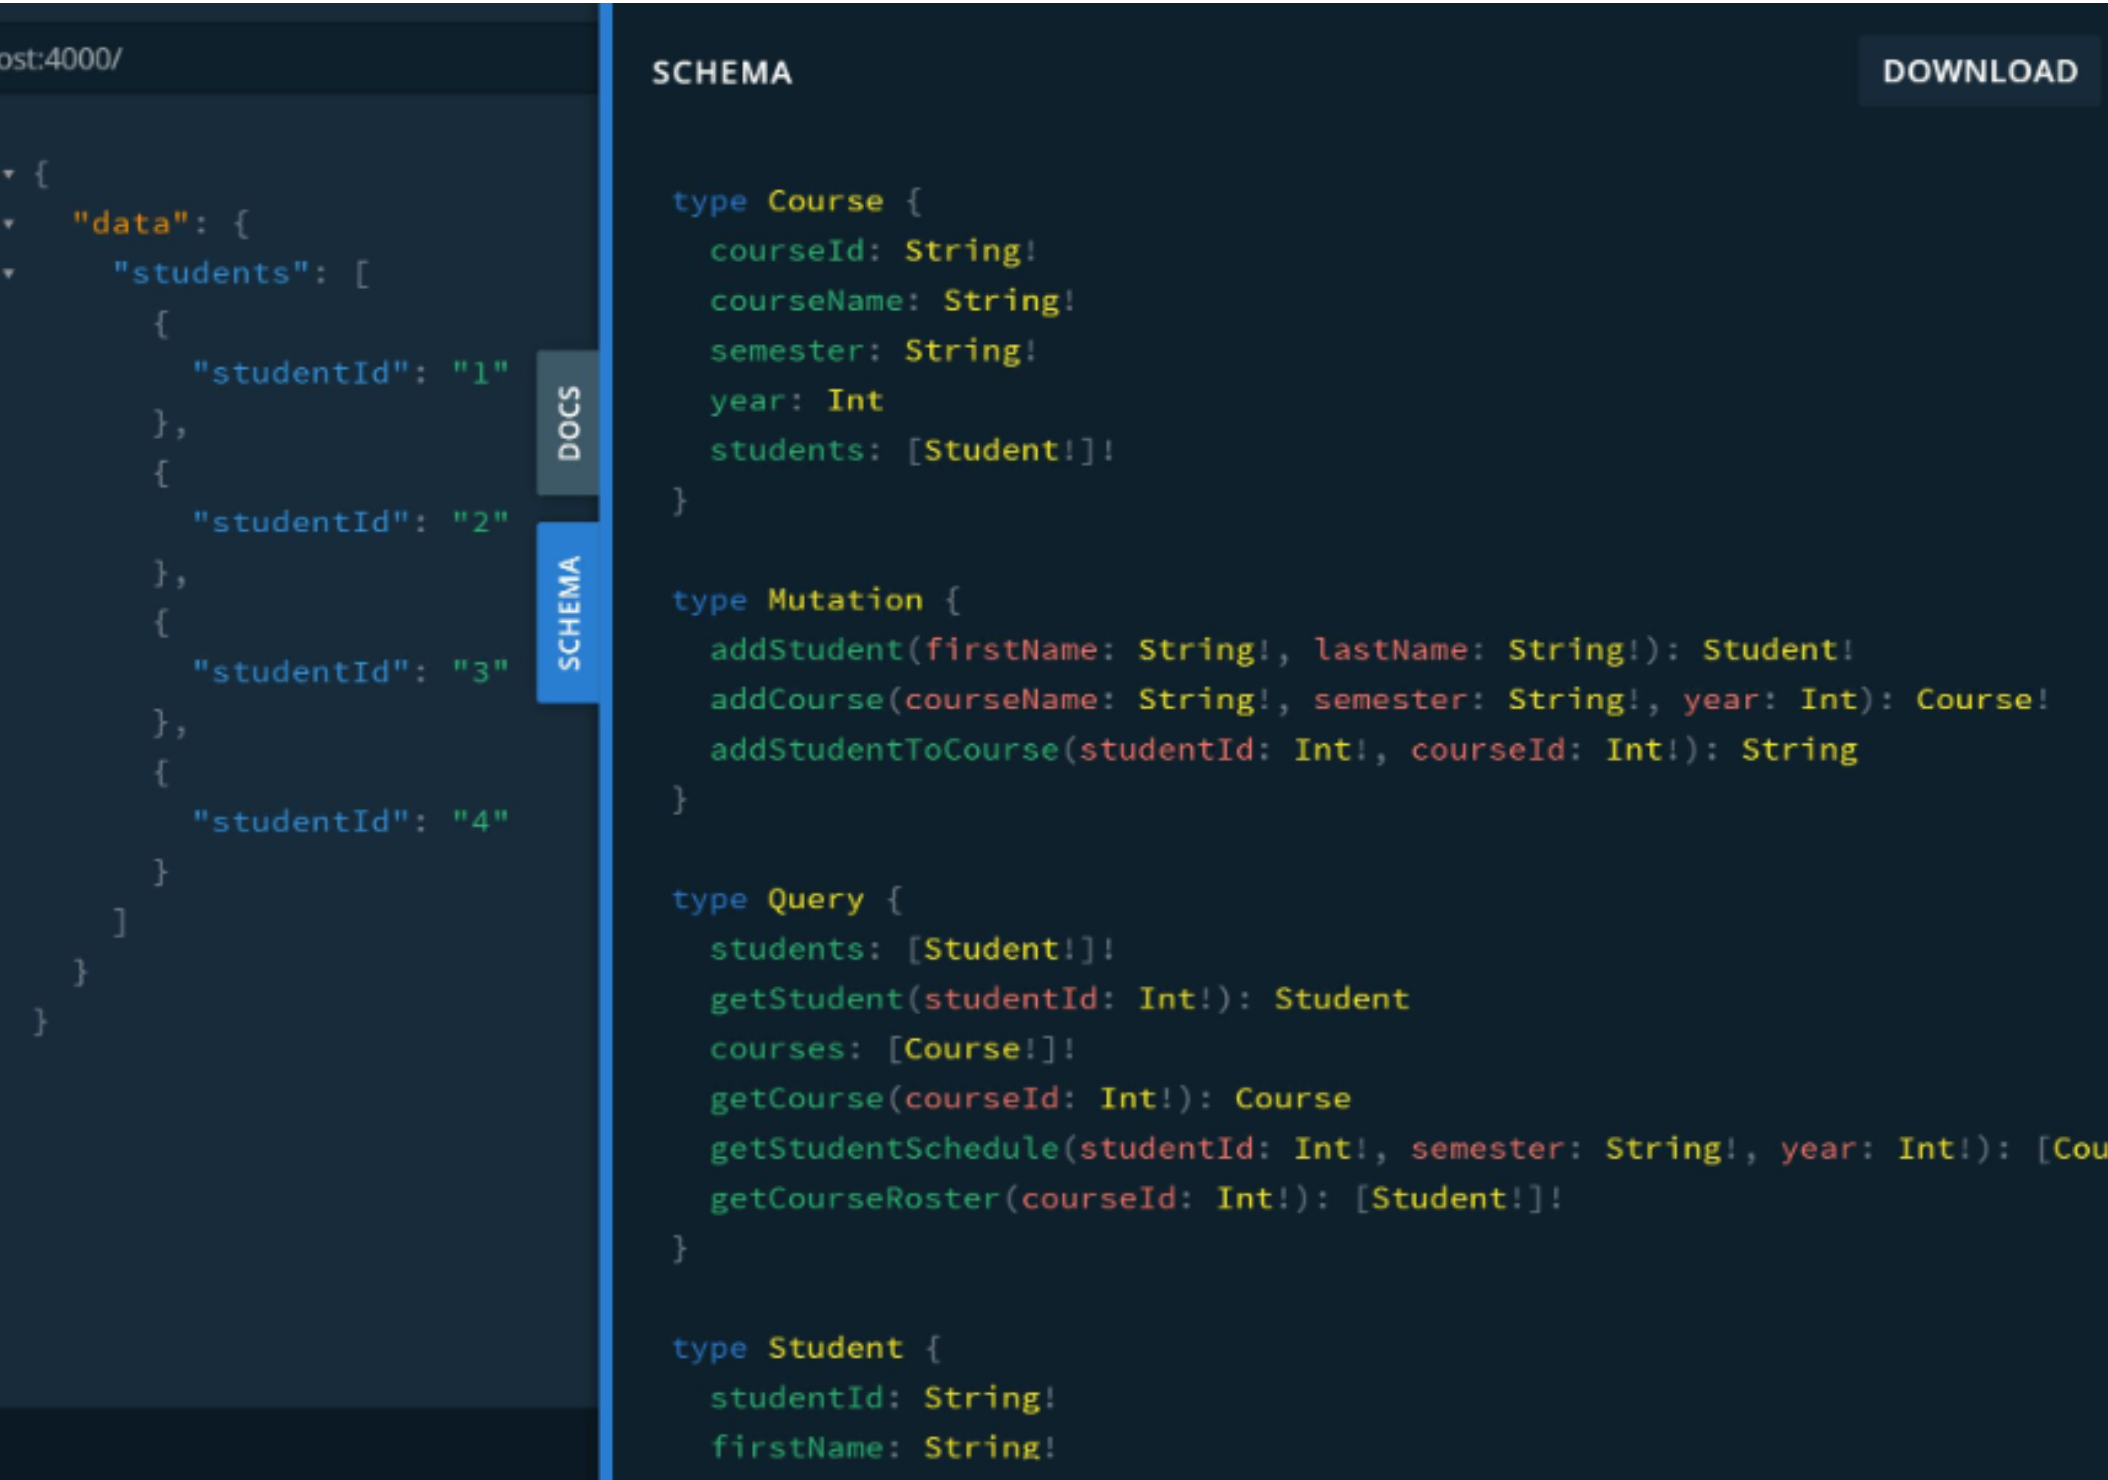 ost:4000/
{
"data": {
"students": [
{
"studentId": "1"
},
{
"studentId": "2"
},
{
"studentId": "3"
},
{
"studentId": "4"
}
]
}
}
DOCS
SCHEMA
SCHEMA
DOWNLOAD
type Course {
courseId: String!
courseName: String!
semester: String!
year: Int
students: [Student!]!
}
type Mutation {
addStudent(firstName: String!, lastName: String!): Student!
addCourse(courseName: String!, semester: String!, year: Int): Course!
addStudentToCourse(studentId: Int!, courseId: Int!): String
}
type Query {
students: [Student!]!
getStudent(studentId: Int!): Student
courses: [Course!]!
getCourse(courseId: Int!): Course
getStudentSchedule(studentId: Int!, semester: String!, year: Int!): [Cou
getCourseRoster(courseId: Int!): [Student!]!
}
type Student {
studentId: String!
firstName: String!